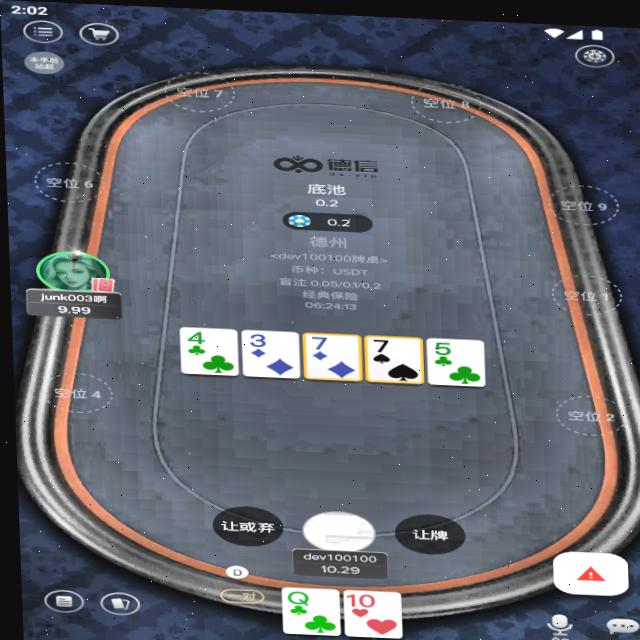 2:02
空位 7
空位 8
空位 6
空位 9
德信
底池
0.2
0.2
德州
<dev100100牌桌>
币种：USDT
盲注 0.05/0.1/0.2
经典保险
06:24:13
空位 1
junk003啊
9.99
4
3
7
7
5
空位 4
空位 2
让或弃
让牌
dev100100
10.29
D
一对
Q
10